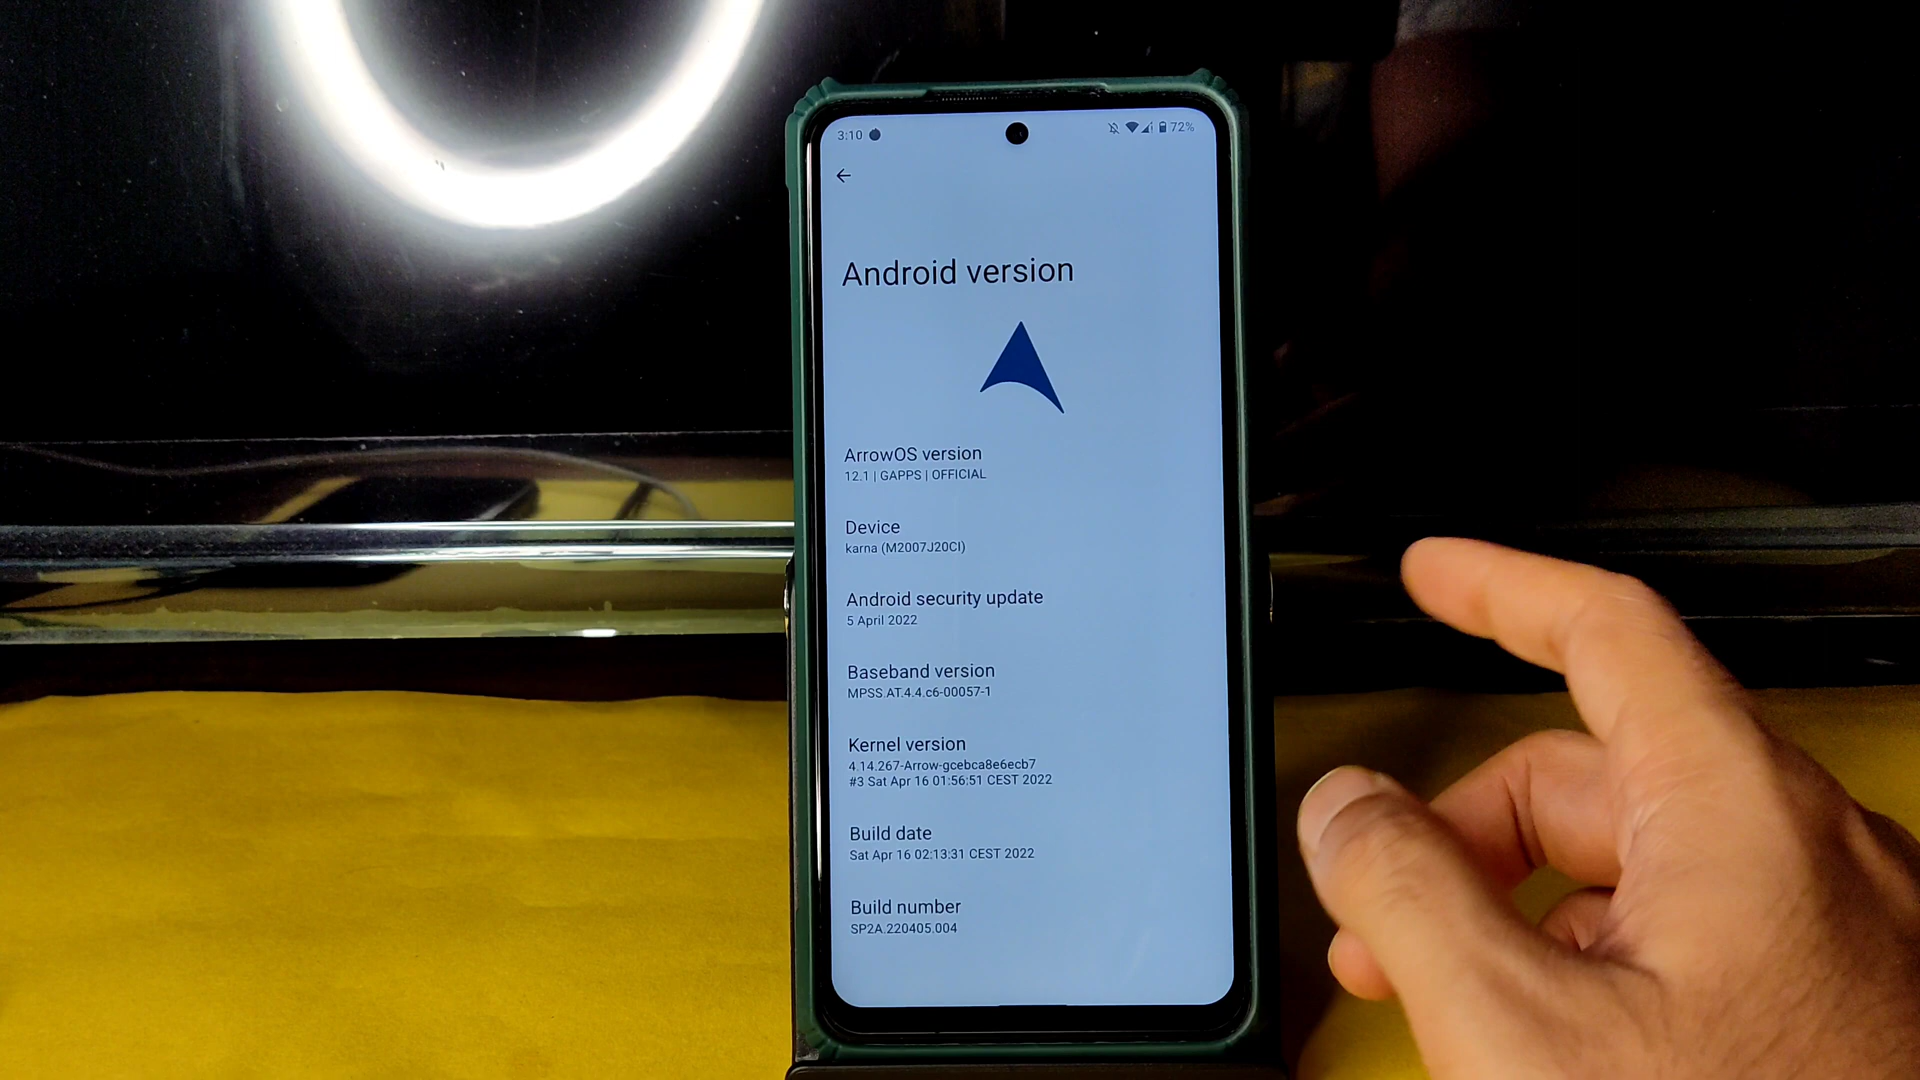 3:10 72%
Android version
ArrowOS version
12.1 | GAPPS | OFFICIAL
Device
karna (M2007J20CI)
Android security update
5 April 2022
Baseband version
MPSS.AT.4.4.c6-00057-1
Kernel version
4.14.267-Arrow-gcebca8e6ecb7
#3 Sat Apr 16 01:56:51 CEST 2022
Build date
Sat Apr 16 02:13:31 CEST 2022
Build number
SP2A.220405.004